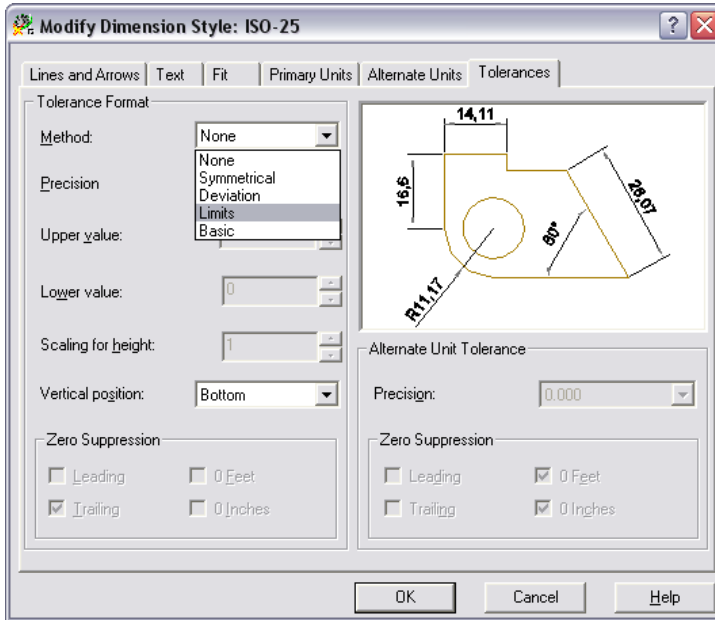 Modify Dimension Style: ISO-25
Lines and Arrows
Text
Fit
Primary Units
Alternate Units
Tolerances
Tolerance Format
Method:
None
None
Symmetrical
Deviation
Limits
Basic
Precision
Upper value:
Lower value:
0
Scaling for height:
1
Vertical position:
Bottom
Zero Suppression
Leading
0 Feet
Trailing
0 Inches
14,11
16,6
28,07
60°
R11,17
Alternate Unit Tolerance
Precision:
0.000
Zero Suppression
Leading
0 Feet
Trailing
0 Inches
OK
Cancel
Help